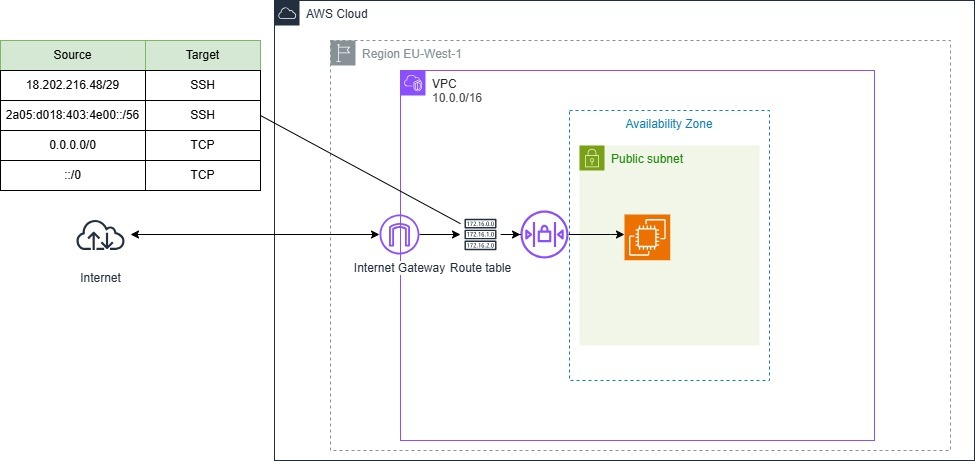 AWS Cloud
Region EU-West-1
VPC
10.0.0/16
Source Target
18.202.216.48/29 SSH
2a05:d018:403:4e00::/56 SSH
0.0.0.0/0 TCP
::/0 TCP
Availability Zone
Public subnet
172.16.0.0
172.16.1.0
172.16.2.0
Internet Gateway Route table
Internet